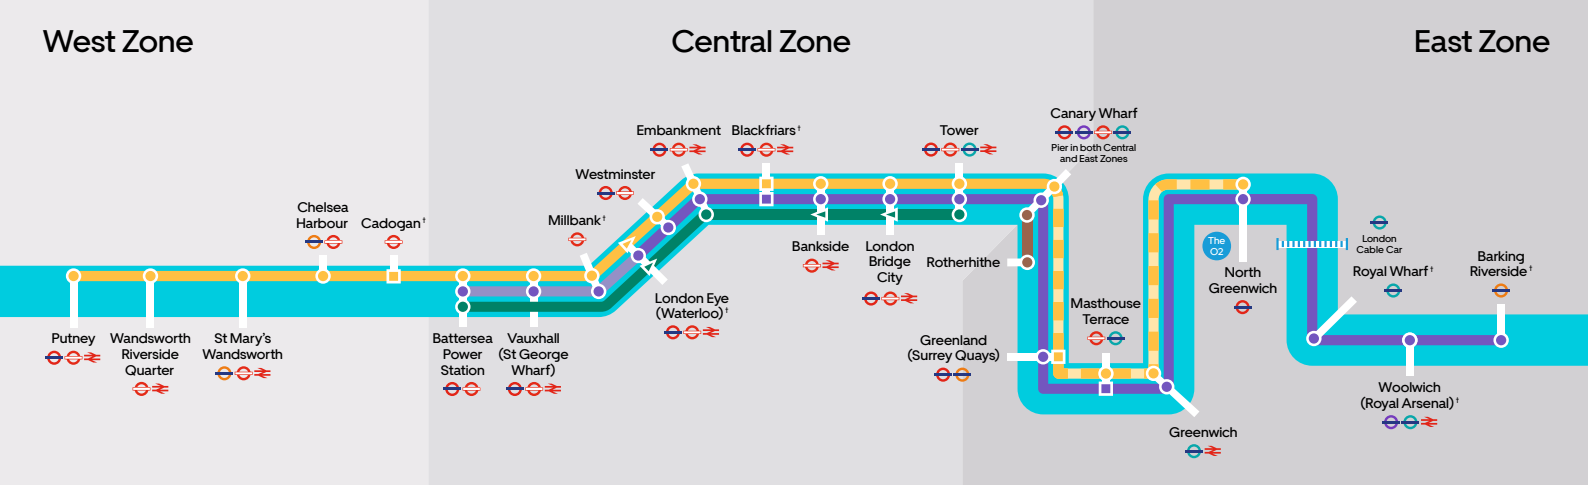 West Zone
Central Zone
East Zone
Canary Wharf
Pier in both Central
and East Zones
Embankment
Blackfriars†
Tower
Westminster
Chelsea
Harbour
Cadogan†
Millbank†
Bankside
London
Bridge
City
Rotherhithe
The
O2
London
Cable Car
North
Greenwich
Royal Wharf†
Barking
Riverside†
London Eye
(Waterloo)†
Masthouse
Terrace
Putney
Wandsworth
Riverside
Quarter
St Mary's
Wandsworth
Battersea
Power
Station
Vauxhall
(St George
Wharf)
Greenland
(Surrey Quays)
Woolwich
(Royal Arsenal)†
Greenwich